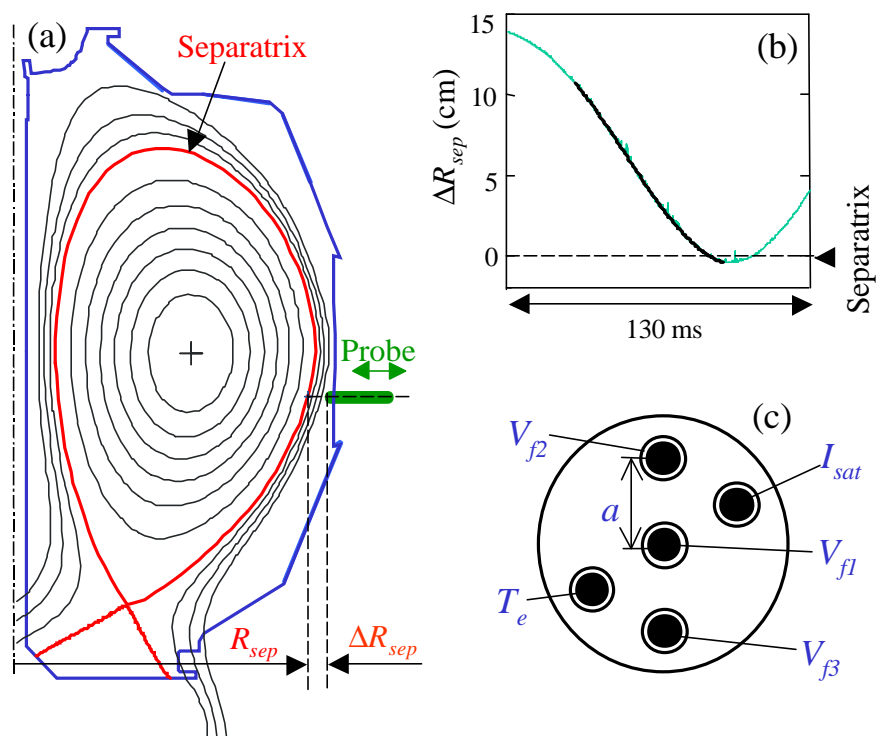 (a)
Separatrix
Probe
R_sep
ΔR_sep
(b)
ΔR_sep (cm)
15
10
5
0
Separatrix
130 ms
(c)
V_f2
I_sat
a
V_f1
T_e
V_f3